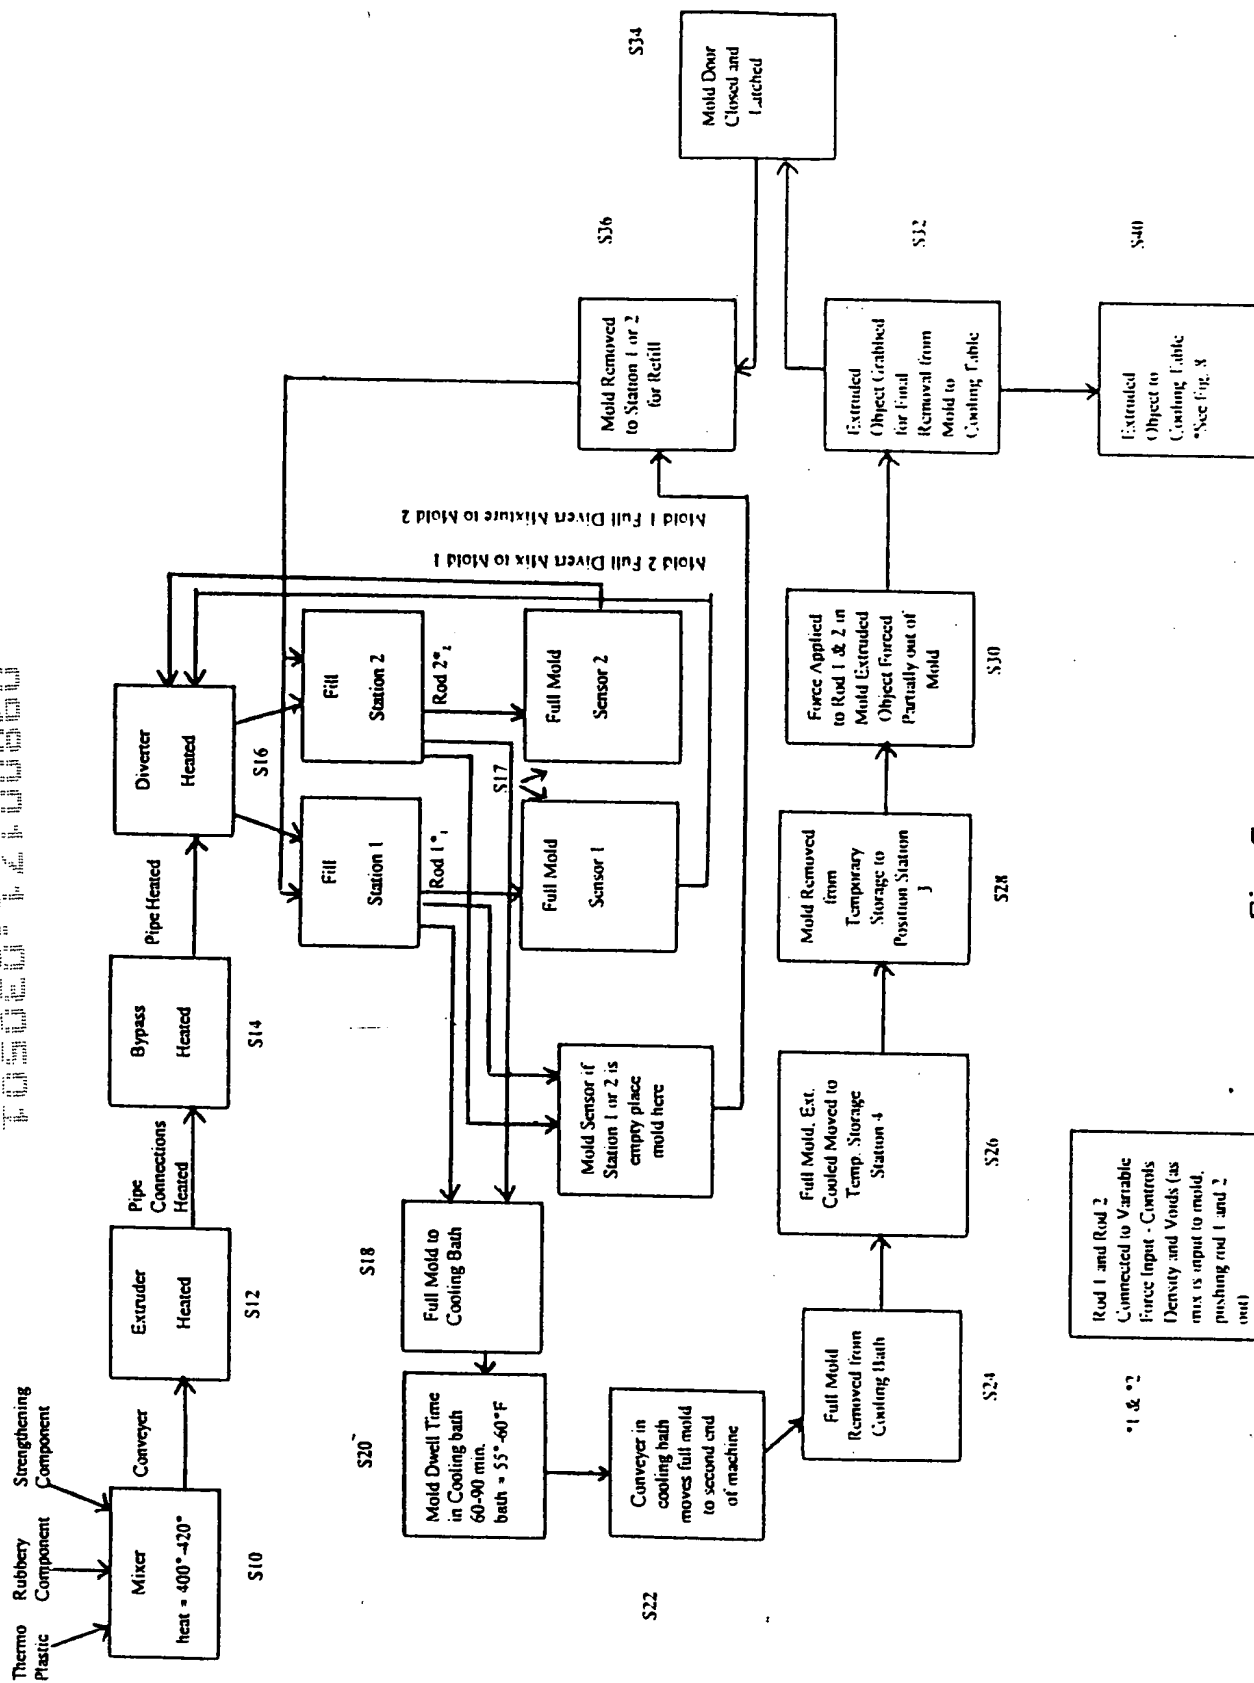 Thermo
Plastic
Rubbery
Component
Strengthening
Component
Mixer
heat = 400°-420°
S10
Conveyer
Extruder
Heated
S12
Pipe
Connections
Heated
Bypass
Heated
S14
Pipe Heated
Diverter
Heated
S16
Fill
Station 1
Fill
Station 2
Rod 1*1
Rod 2*2
S17
Full Mold
Sensor 1
Full Mold
Sensor 2
Mold 2 Full Divert Mix to Mold 1
Mold 1 Full Divert Mixture to Mold 2
Mold Sensor if
Station 1 or 2 is
empty place
mold here
Mold Removed
to Station 1 or 2
for Refill
S36
Mold Door
Closed and
Latched
S34
Full Mold to
Cooling Bath
S18
Mold Dwell Time
in Cooling bath
60-90 min.
bath = 55°-60°F
S20
Conveyer in
cooling bath
moves full mold
to second end
of machine
S22
Full Mold
Removed from
Cooling Bath
S24
Full Mold, Ext.
Cooled Moved to
Temp. Storage
Station 4
S26
Mold Removed
from
Temporary
Storage to
Position Station
3
S28
Force Applied
to Rod 1 & 2 in
Mold Extruded
Object Forced
Partially out of
Mold
S30
Extruded
Object Grabbed
for Final
Removal from
Mold to
Cooling Table
S32
Extruded
Object to
Cooling Table
*See Fig. 8
S40
*1 & *2
Rod 1 and Rod 2
Connected to Variable
Force Input - Controls
Density and Voids (as
mix is input to mold,
pushing rod 1 and 2
out)